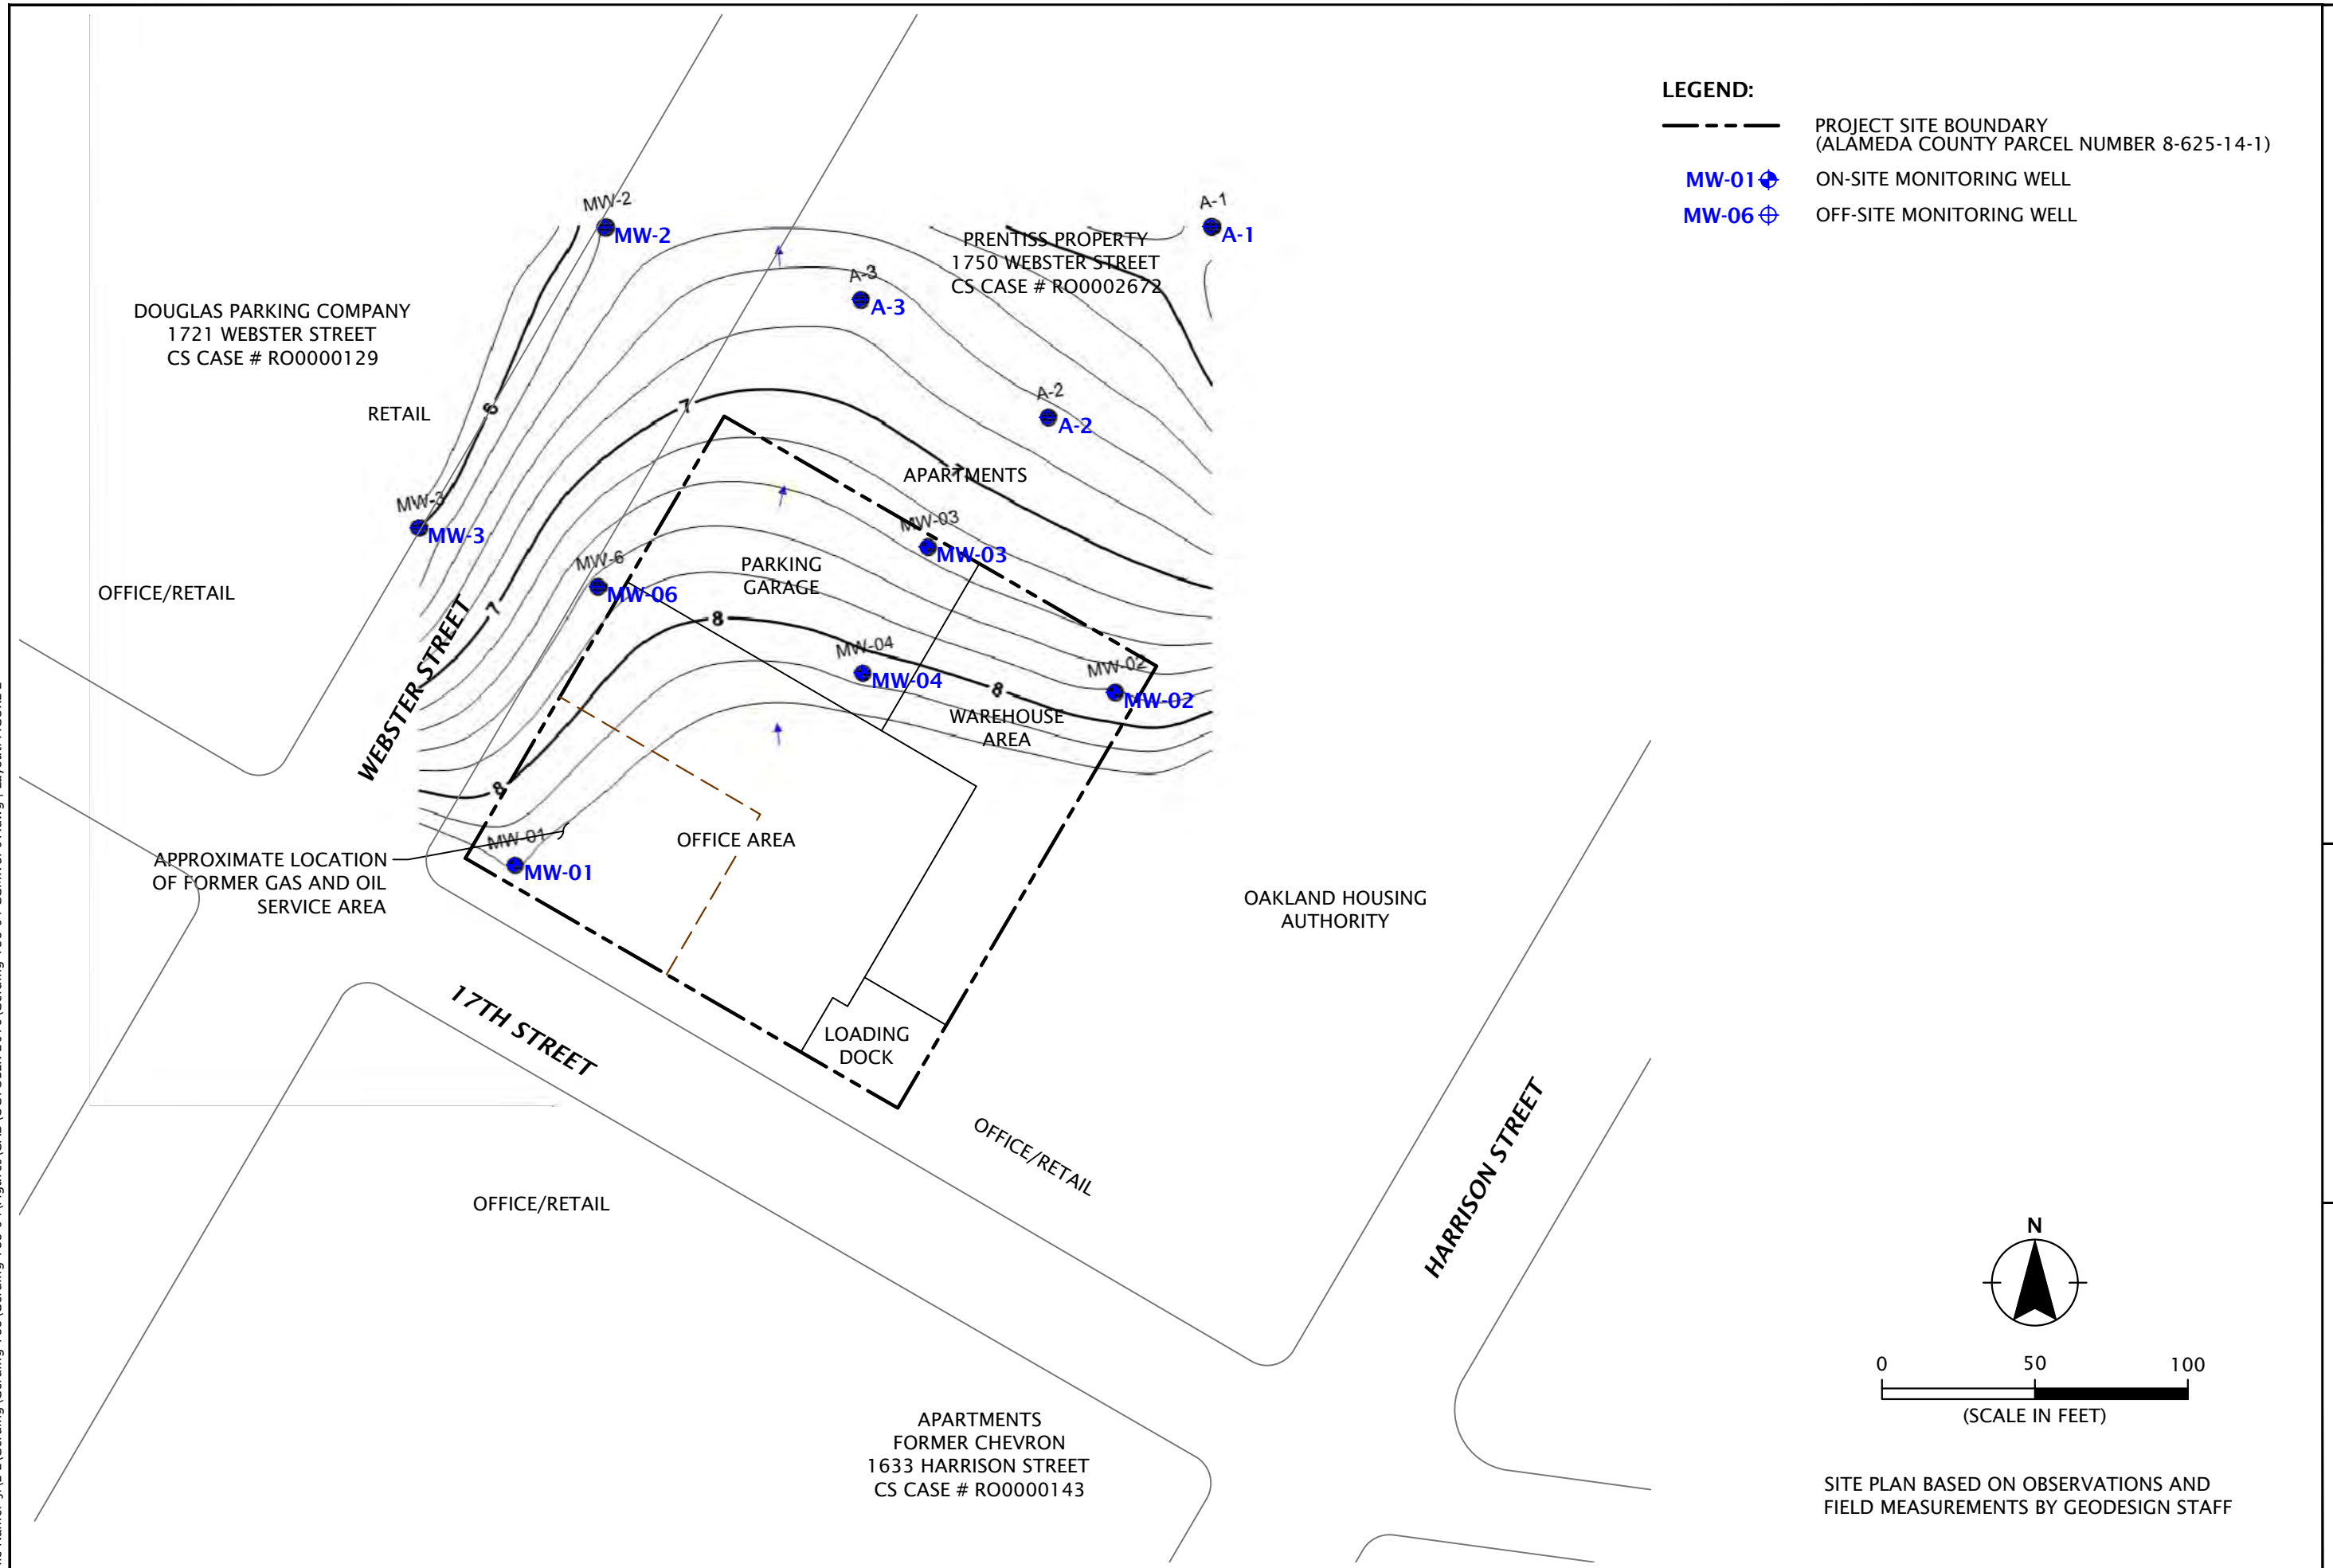 LEGEND:
PROJECT SITE BOUNDARY
(ALAMEDA COUNTY PARCEL NUMBER 8-625-14-1)
MW-01 ON-SITE MONITORING WELL
MW-06 OFF-SITE MONITORING WELL
MW-2
MW-2
A-1
A-1
PRENTISS PROPERTY
1750 WEBSTER STREET
CS CASE # RO0002672
A-3
A-3
DOUGLAS PARKING COMPANY
1721 WEBSTER STREET
CS CASE # RO0000129
RETAIL
6
7
A-2
A-2
7
APARTMENTS
MW-3
MW-3
MW-03
MW-03
MW-6
MW-06
PARKING
GARAGE
OFFICE/RETAIL
7
8
MW-04
MW-04
8
MW-02
MW-02
WAREHOUSE
AREA
WEBSTER STREET
8
MW-01
MW-01
OFFICE AREA
APPROXIMATE LOCATION
OF FORMER GAS AND OIL
SERVICE AREA
OAKLAND HOUSING
AUTHORITY
17TH STREET
LOADING
DOCK
OFFICE/RETAIL
OFFICE/RETAIL
HARRISON STREET
N
0 50 100
(SCALE IN FEET)
APARTMENTS
FORMER CHEVRON
1633 HARRISON STREET
CS CASE # RO0000143
SITE PLAN BASED ON OBSERVATIONS AND
FIELD MEASUREMENTS BY GEODESIGN STAFF